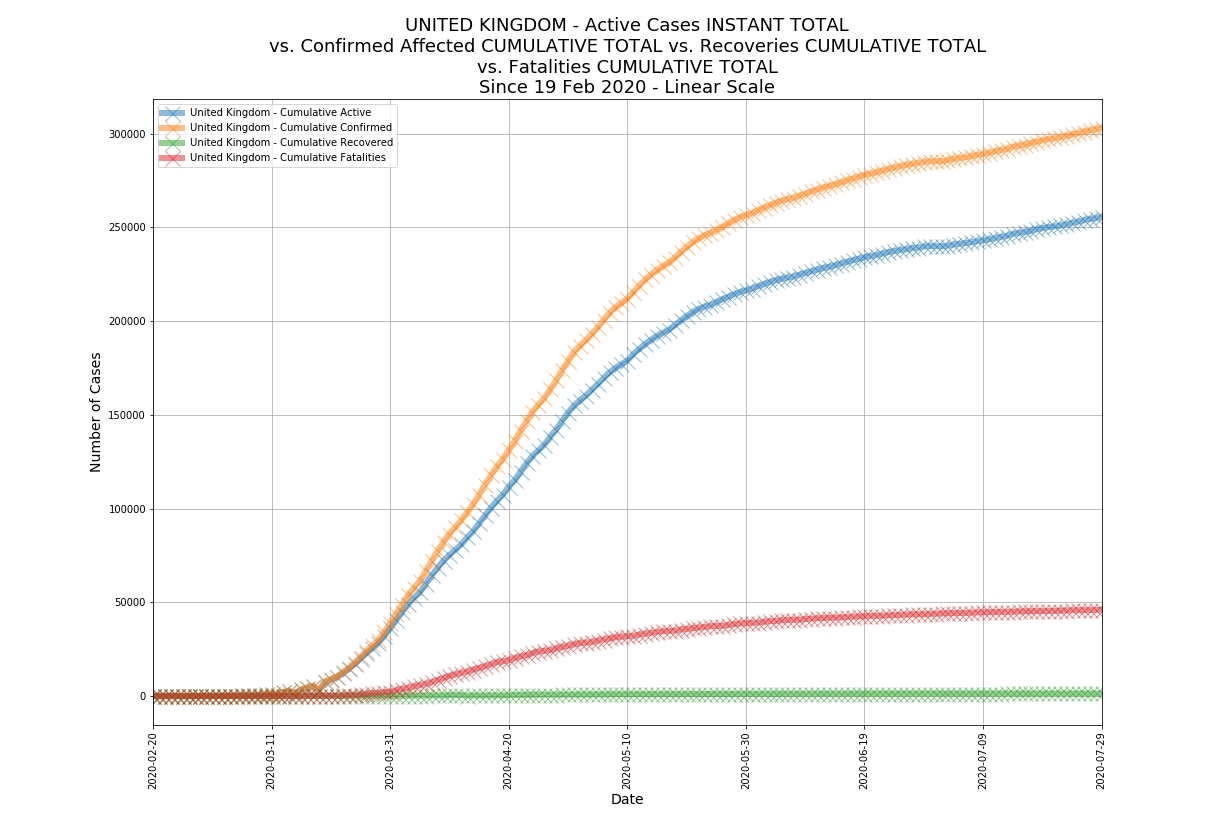 UNITED KINGDOM - Active Cases INSTANT TOTAL
vs. Confirmed Affected CUMULATIVE TOTAL vs. Recoveries CUMULATIVE TOTAL
vs. Fatalities CUMULATIVE TOTAL
Since 19 Feb 2020 - Linear Scale
United Kingdom - Cumulative Active
United Kingdom - Cumulative Confirmed
United Kingdom - Cumulative Recovered
United Kingdom - Cumulative Fatalities
Number of Cases
300000
250000
200000
150000
100000
50000
0
2020-02-20
2020-03-11
2020-03-31
2020-04-20
2020-05-10
2020-05-30
2020-06-19
2020-07-09
2020-07-29
Date